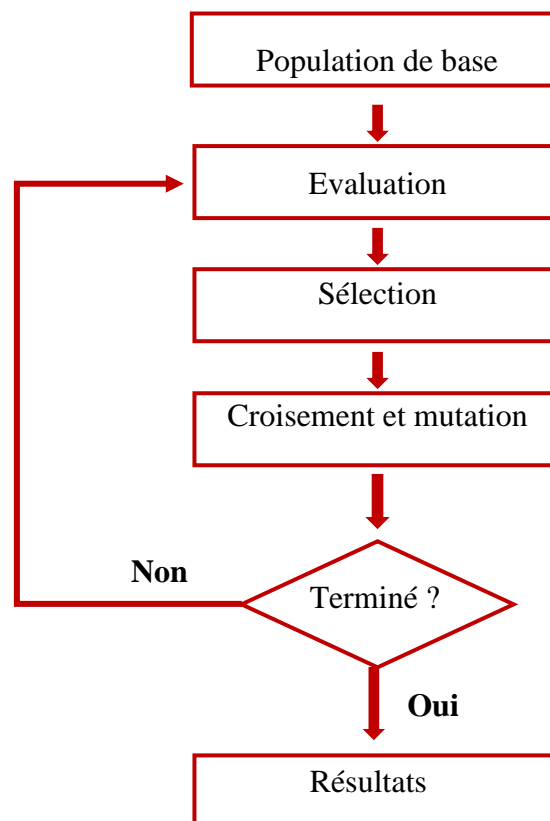 Population de base
Evaluation
Sélection
Croisement et mutation
Non
Terminé ?
Oui
Résultats